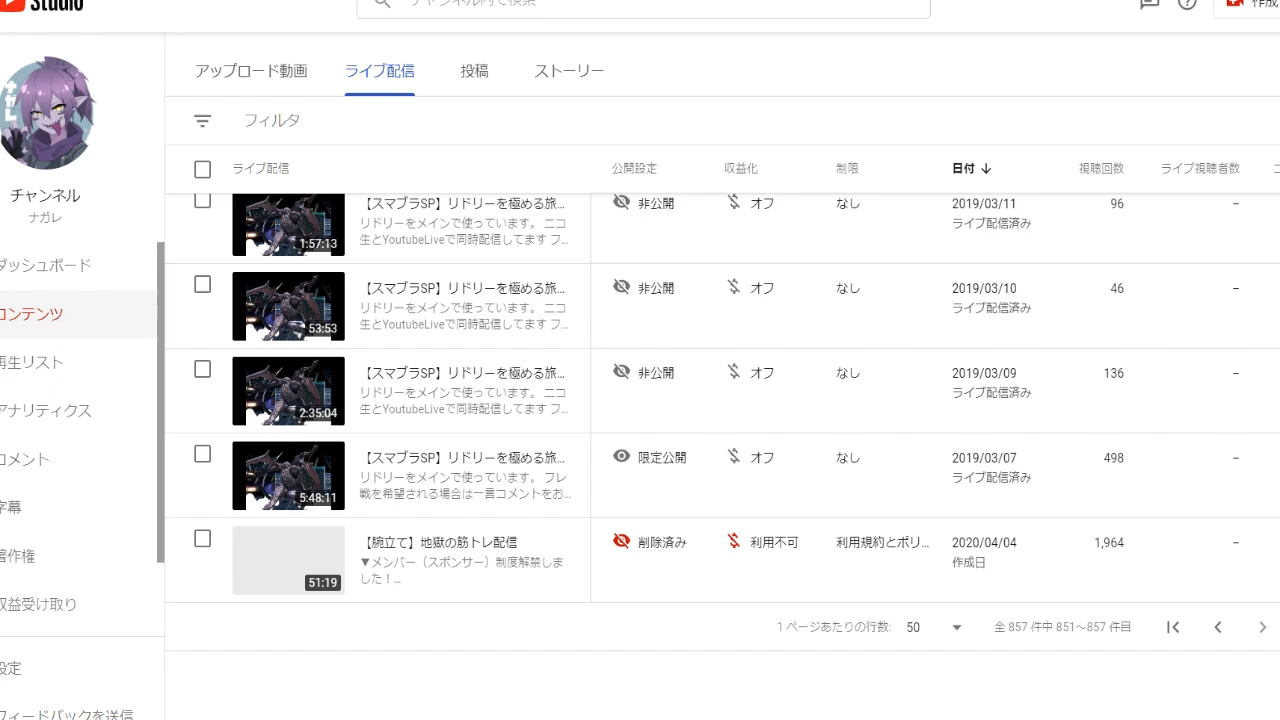 Studio
チャンネル内で検索
作成
アップロード動画
ライブ配信
投稿
ストーリー
フィルタ
ライブ配信
公開設定
収益化
制限
日付
視聴回数
ライブ視聴者数
【スマブラSP】リドリーを極める旅...
リドリーをメインで使っています。 ニコ
生とYoutubeLiveで同時配信してます フ...
1:57:13
非公開
オフ
なし
2019/03/11
ライブ配信済み
96
–
【スマブラSP】リドリーを極める旅...
リドリーをメインで使っています。 ニコ
生とYoutubeLiveで同時配信してます フ...
53:53
非公開
オフ
なし
2019/03/10
ライブ配信済み
46
–
【スマブラSP】リドリーを極める旅...
リドリーをメインで使っています。 ニコ
生とYoutubeLiveで同時配信してます フ...
2:35:04
非公開
オフ
なし
2019/03/09
ライブ配信済み
136
–
【スマブラSP】リドリーを極める旅...
リドリーをメインで使っています。 フレ
戦を希望される場合は一言コメントをお...
5:48:11
限定公開
オフ
なし
2019/03/07
ライブ配信済み
498
–
【腕立て】地獄の筋トレ配信
▼メンバー（スポンサー）制度解禁しま
した！...
51:19
削除済み
利用不可
利用規約とポリ...
2020/04/04
作成日
1,964
–
1 ページあたりの行数: 50
全 857 件中 851～857 件目
ナガレ
チャンネル
ナガレ
ダッシュボード
コンテンツ
再生リスト
アナリティクス
コメント
字幕
著作権
収益受け取り
設定
フィードバックを送信